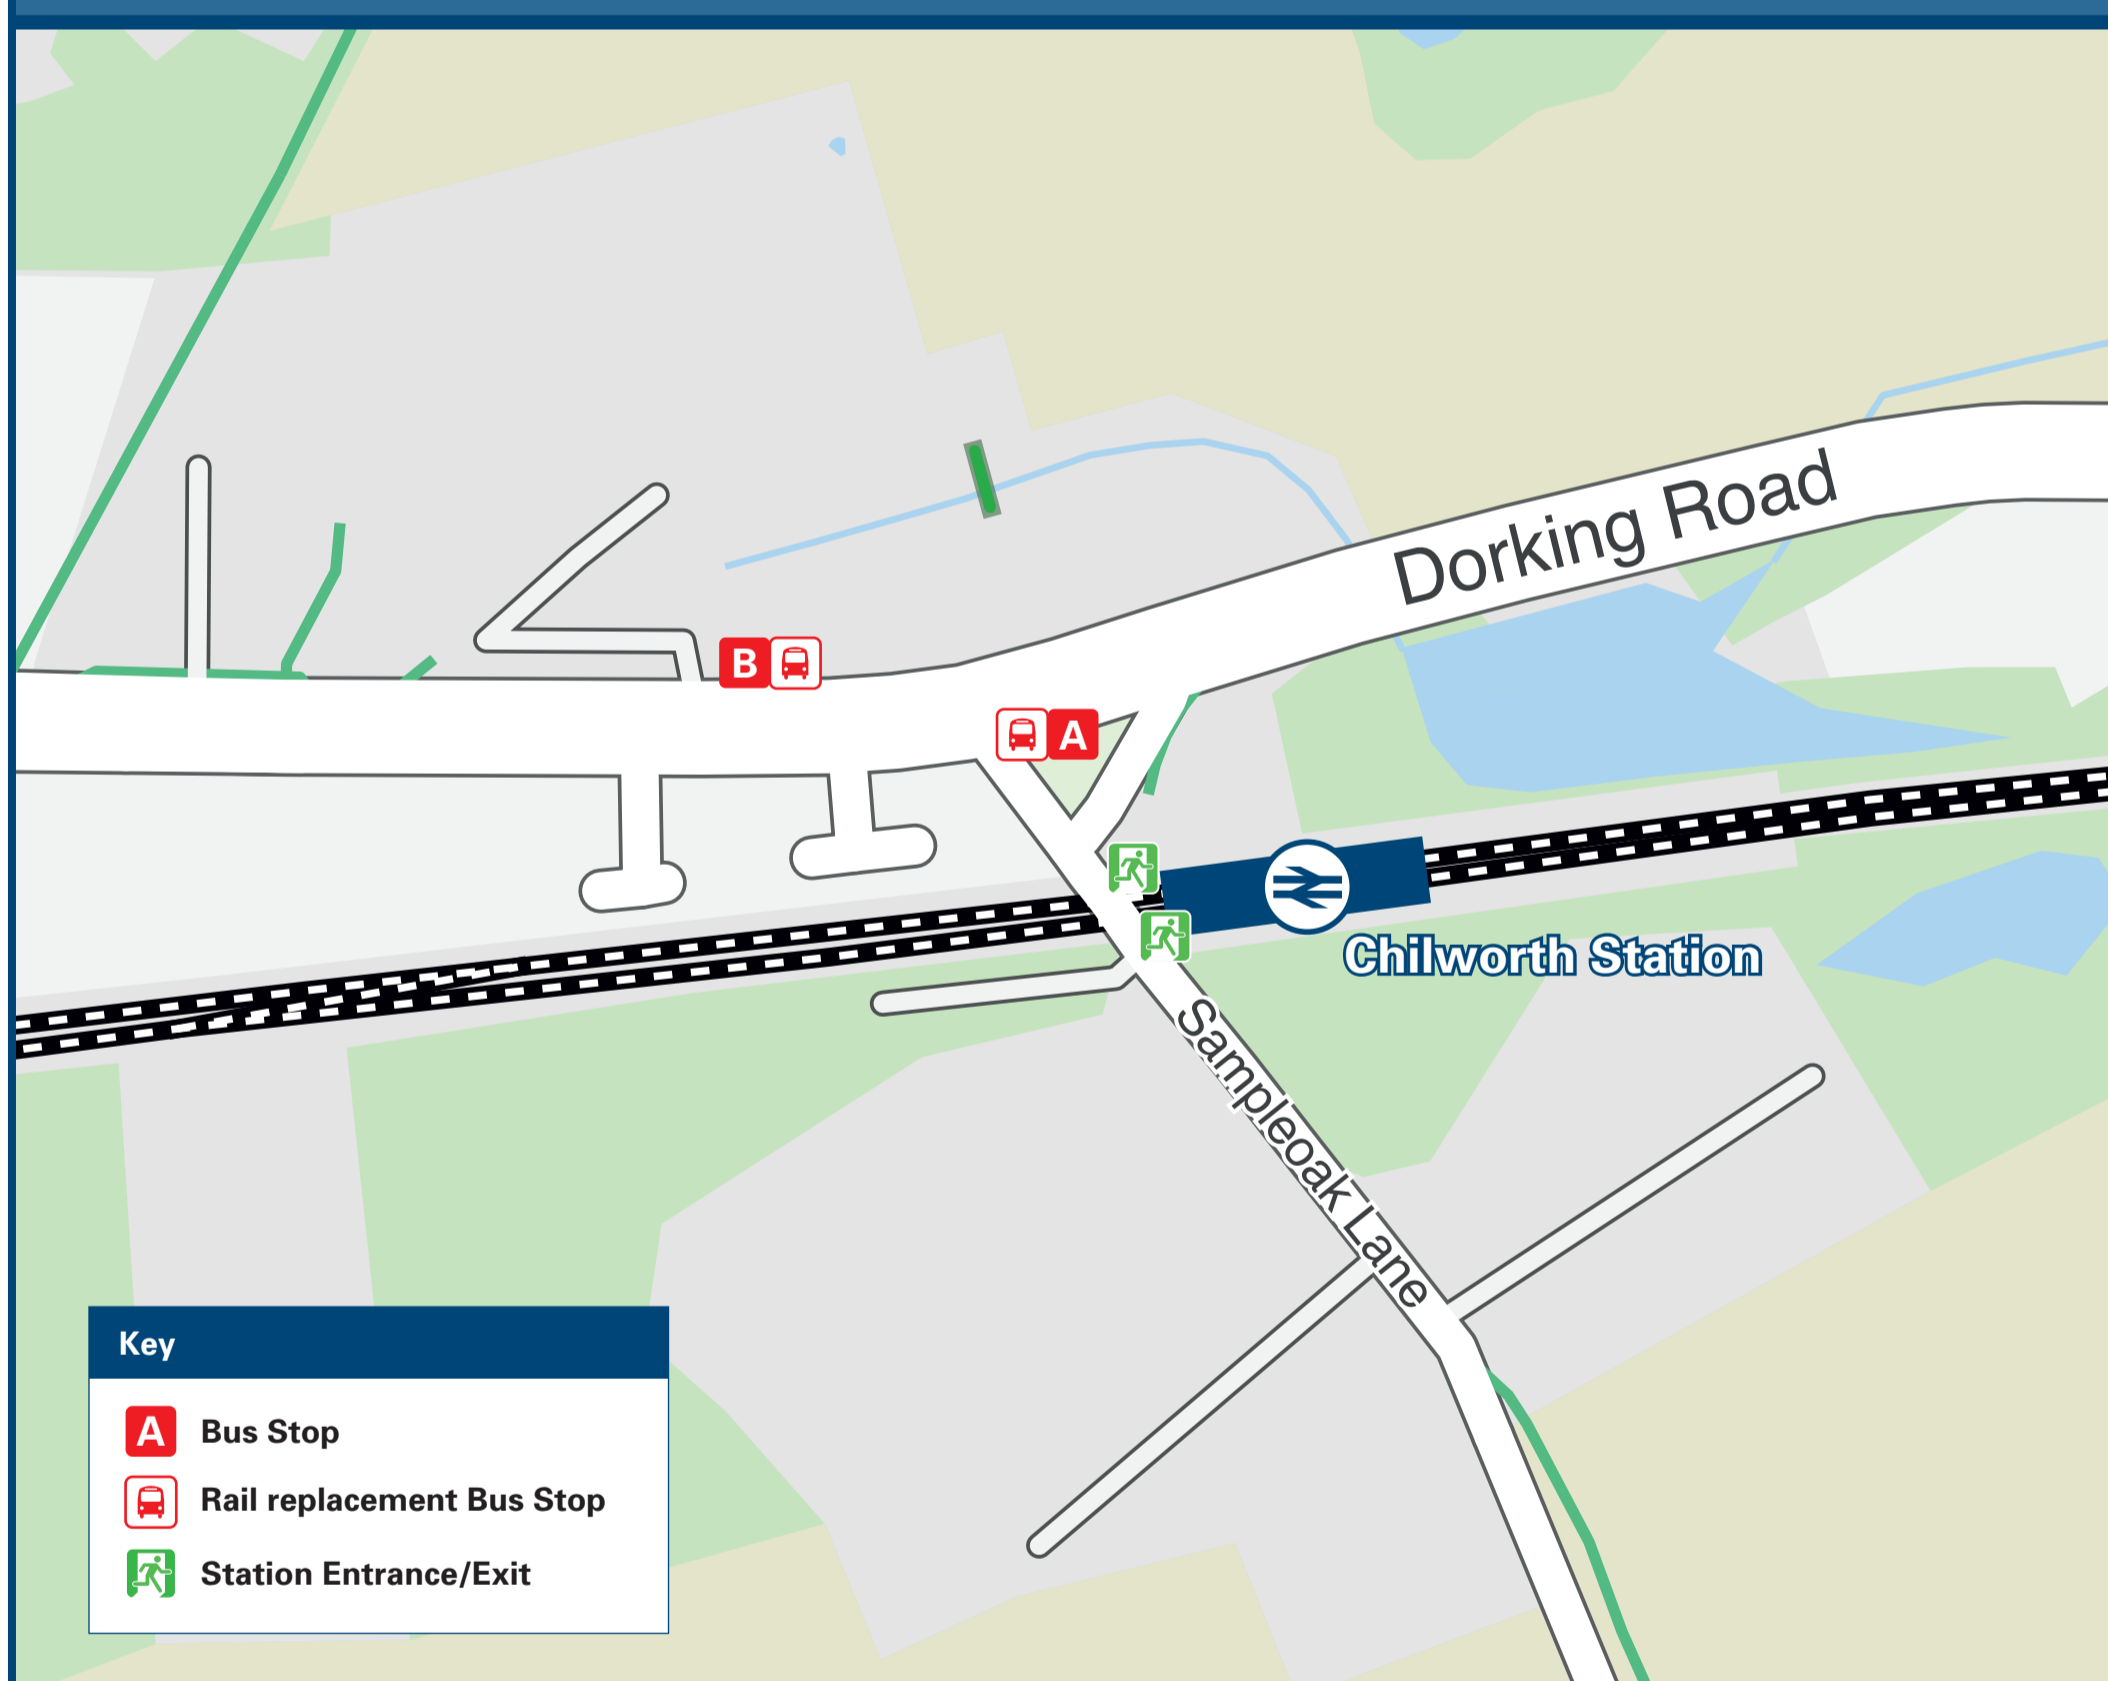 Dorking Road
B
A
Chilworth Station
Sampleoak Lane
Key
A Bus Stop
Rail replacement Bus Stop
Station Entrance/Exit